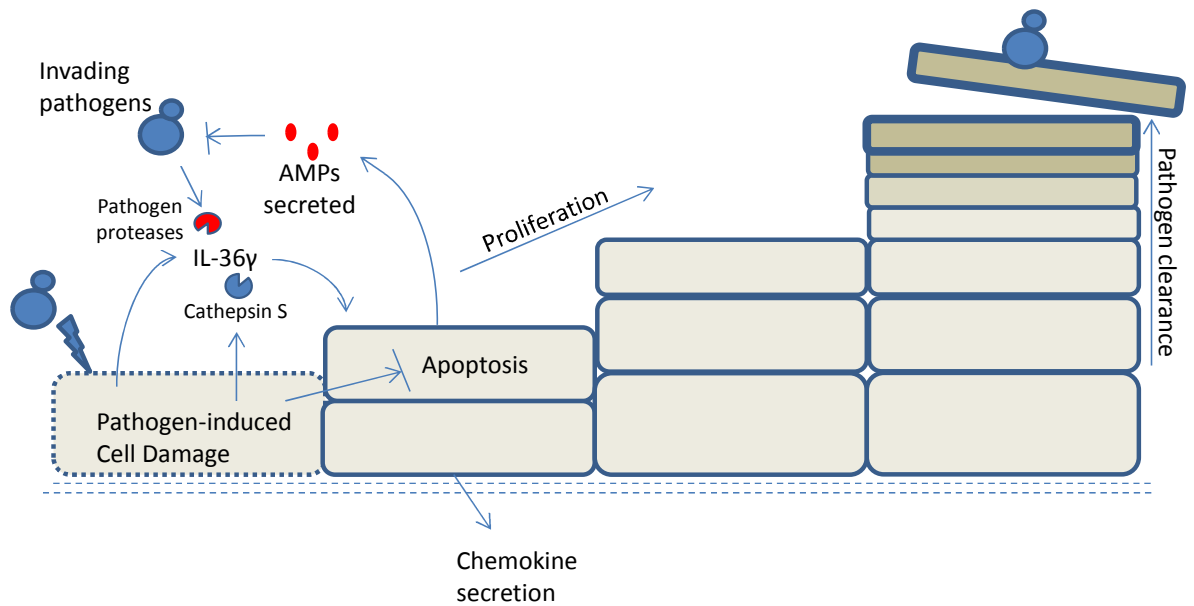 Invading
pathogens
AMPs
secreted
Pathogen
proteases
IL-36γ
Cathepsin S
Proliferation
Pathogen clearance
Apoptosis
Pathogen-induced
Cell Damage
Chemokine
secretion